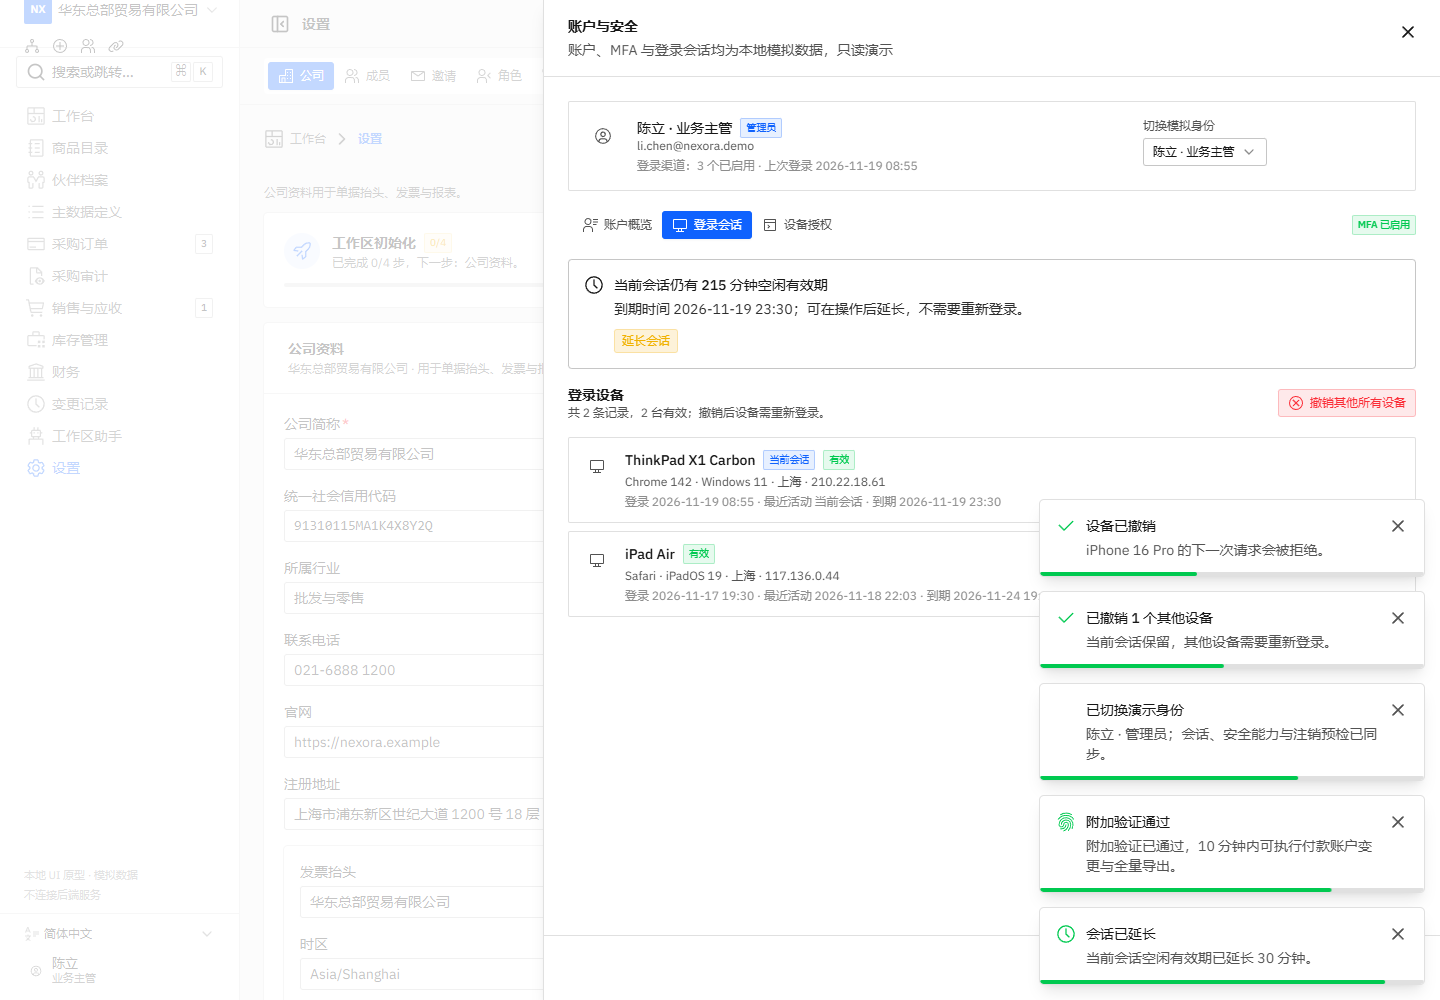 NX 华东总部贸易有限公司
搜索或跳转... ⌘ K
工作台
商品目录
伙伴档案
主数据定义
采购订单 3
采购审计
销售与应收 1
库存管理
财务
变更记录
工作区助手
设置
本地 UI 原型 · 模拟数据
不连接后端服务
简体中文
陈立
业务主管
设置
公司 成员 邀请 角色
工作台 设置
公司资料用于单据抬头、发票与报表。
工作区初始化 0/4
已完成 0/4 步，下一步：公司资料。
公司资料
华东总部贸易有限公司 · 用于单据抬头、发票与报
公司简称 *
华东总部贸易有限公司
统一社会信用代码
91310115MA1K4X8Y2Q
所属行业
批发与零售
联系电话
021-6888 1200
官网
https://nexora.example
注册地址
上海市浦东新区世纪大道 1200 号 18 层
发票抬头
华东总部贸易有限公司
时区
Asia/Shanghai
账户与安全
账户、MFA 与登录会话均为本地模拟数据，只读演示
陈立 · 业务主管 管理员
li.chen@nexora.demo
登录渠道：3 个已启用 · 上次登录 2026-11-19 08:55
切换模拟身份
陈立 · 业务主管
账户概览 登录会话 设备授权 MFA 已启用
当前会话仍有 215 分钟空闲有效期
到期时间 2026-11-19 23:30；可在操作后延长，不需要重新登录。
延长会话
登录设备
共 2 条记录，2 台有效；撤销后设备需重新登录。
撤销其他所有设备
ThinkPad X1 Carbon 当前会话 有效
Chrome 142 · Windows 11 · 上海 · 210.22.18.61
登录 2026-11-19 08:55 · 最近活动 当前会话 · 到期 2026-11-19 23:30
iPad Air 有效
Safari · iPadOS 19 · 上海 · 117.136.0.44
登录 2026-11-17 19:30 · 最近活动 2026-11-18 22:03 · 到期 2026-11-24 19:
设备已撤销
iPhone 16 Pro 的下一次请求会被拒绝。
已撤销 1 个其他设备
当前会话保留，其他设备需要重新登录。
已切换演示身份
陈立 · 管理员；会话、安全能力与注销预检已同
步。
附加验证通过
附加验证已通过，10 分钟内可执行付款账户变
更与全量导出。
会话已延长
当前会话空闲有效期已延长 30 分钟。